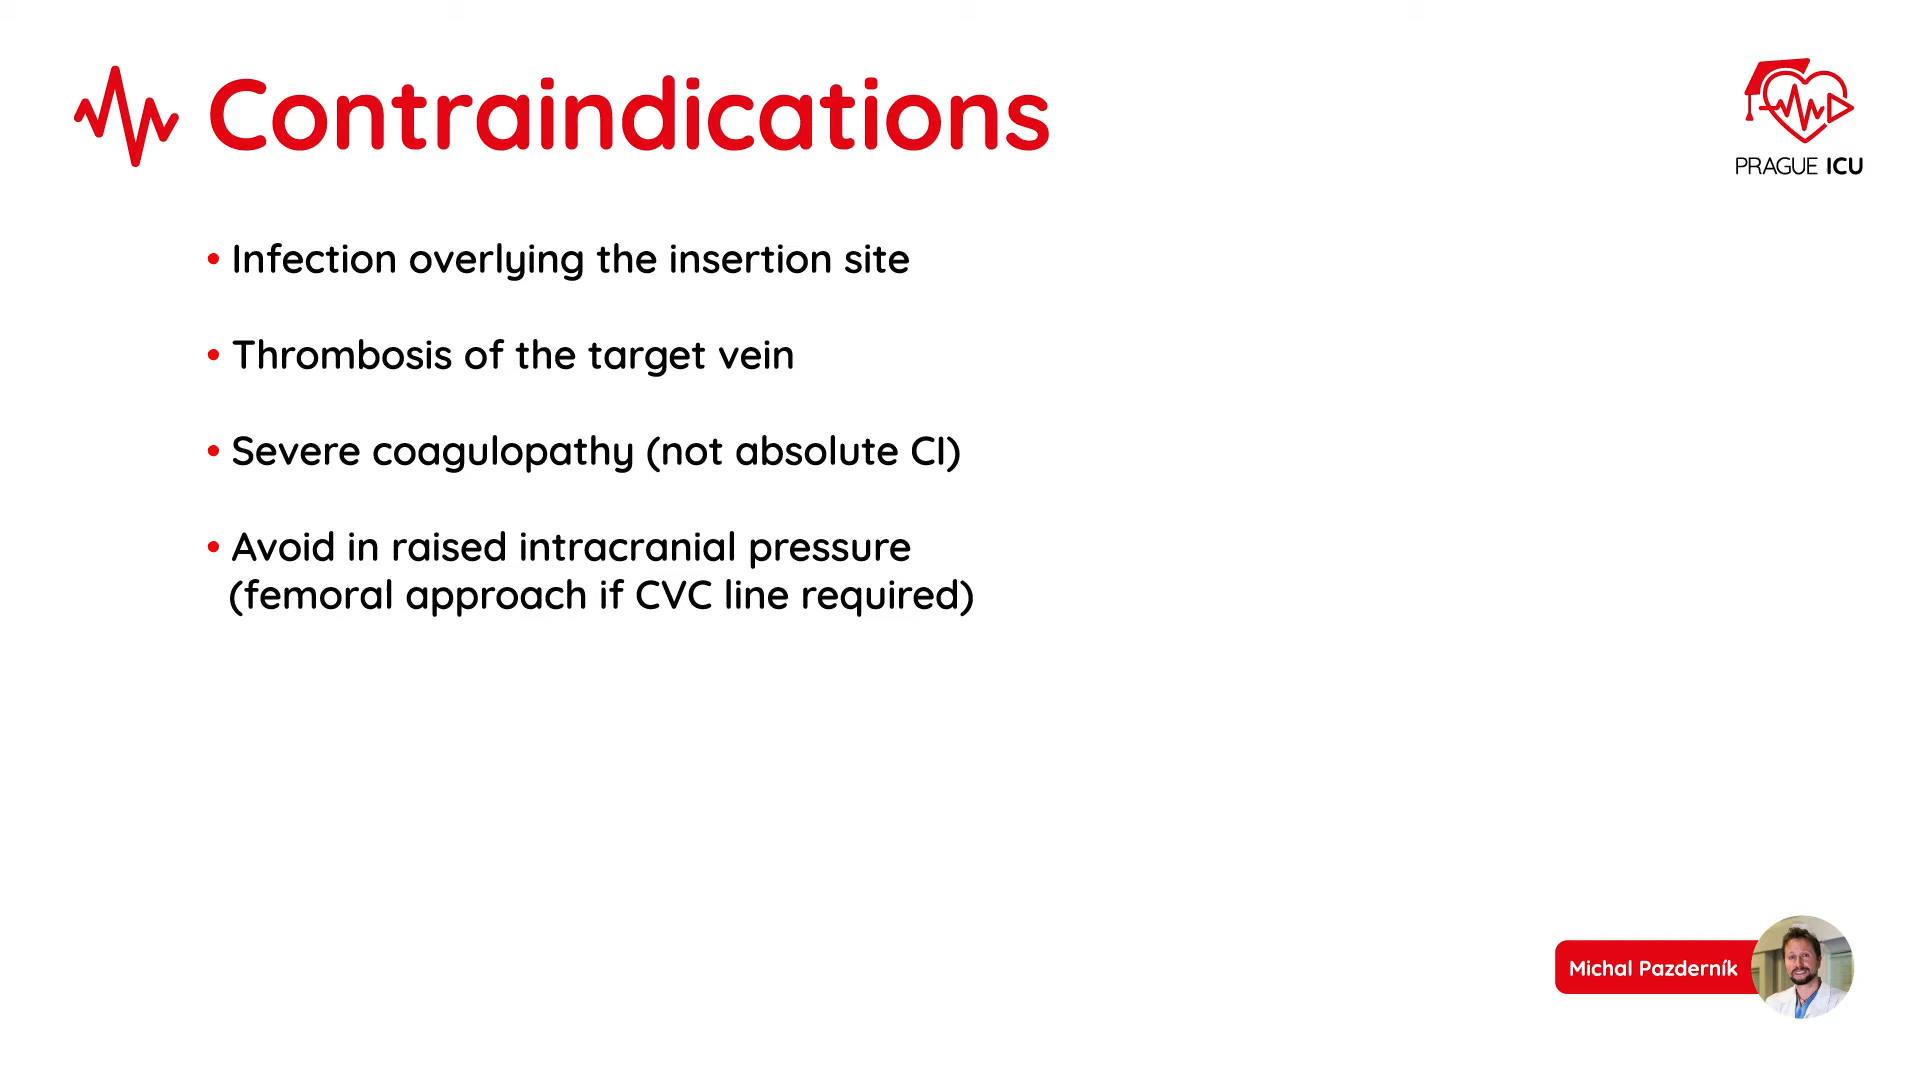 Contraindications
PRAGUE ICU
• Infection overlying the insertion site
• Thrombosis of the target vein
• Severe coagulopathy (not absolute CI)
• Avoid in raised intracranial pressure
(femoral approach if CVC line required)
Michal Pazderník